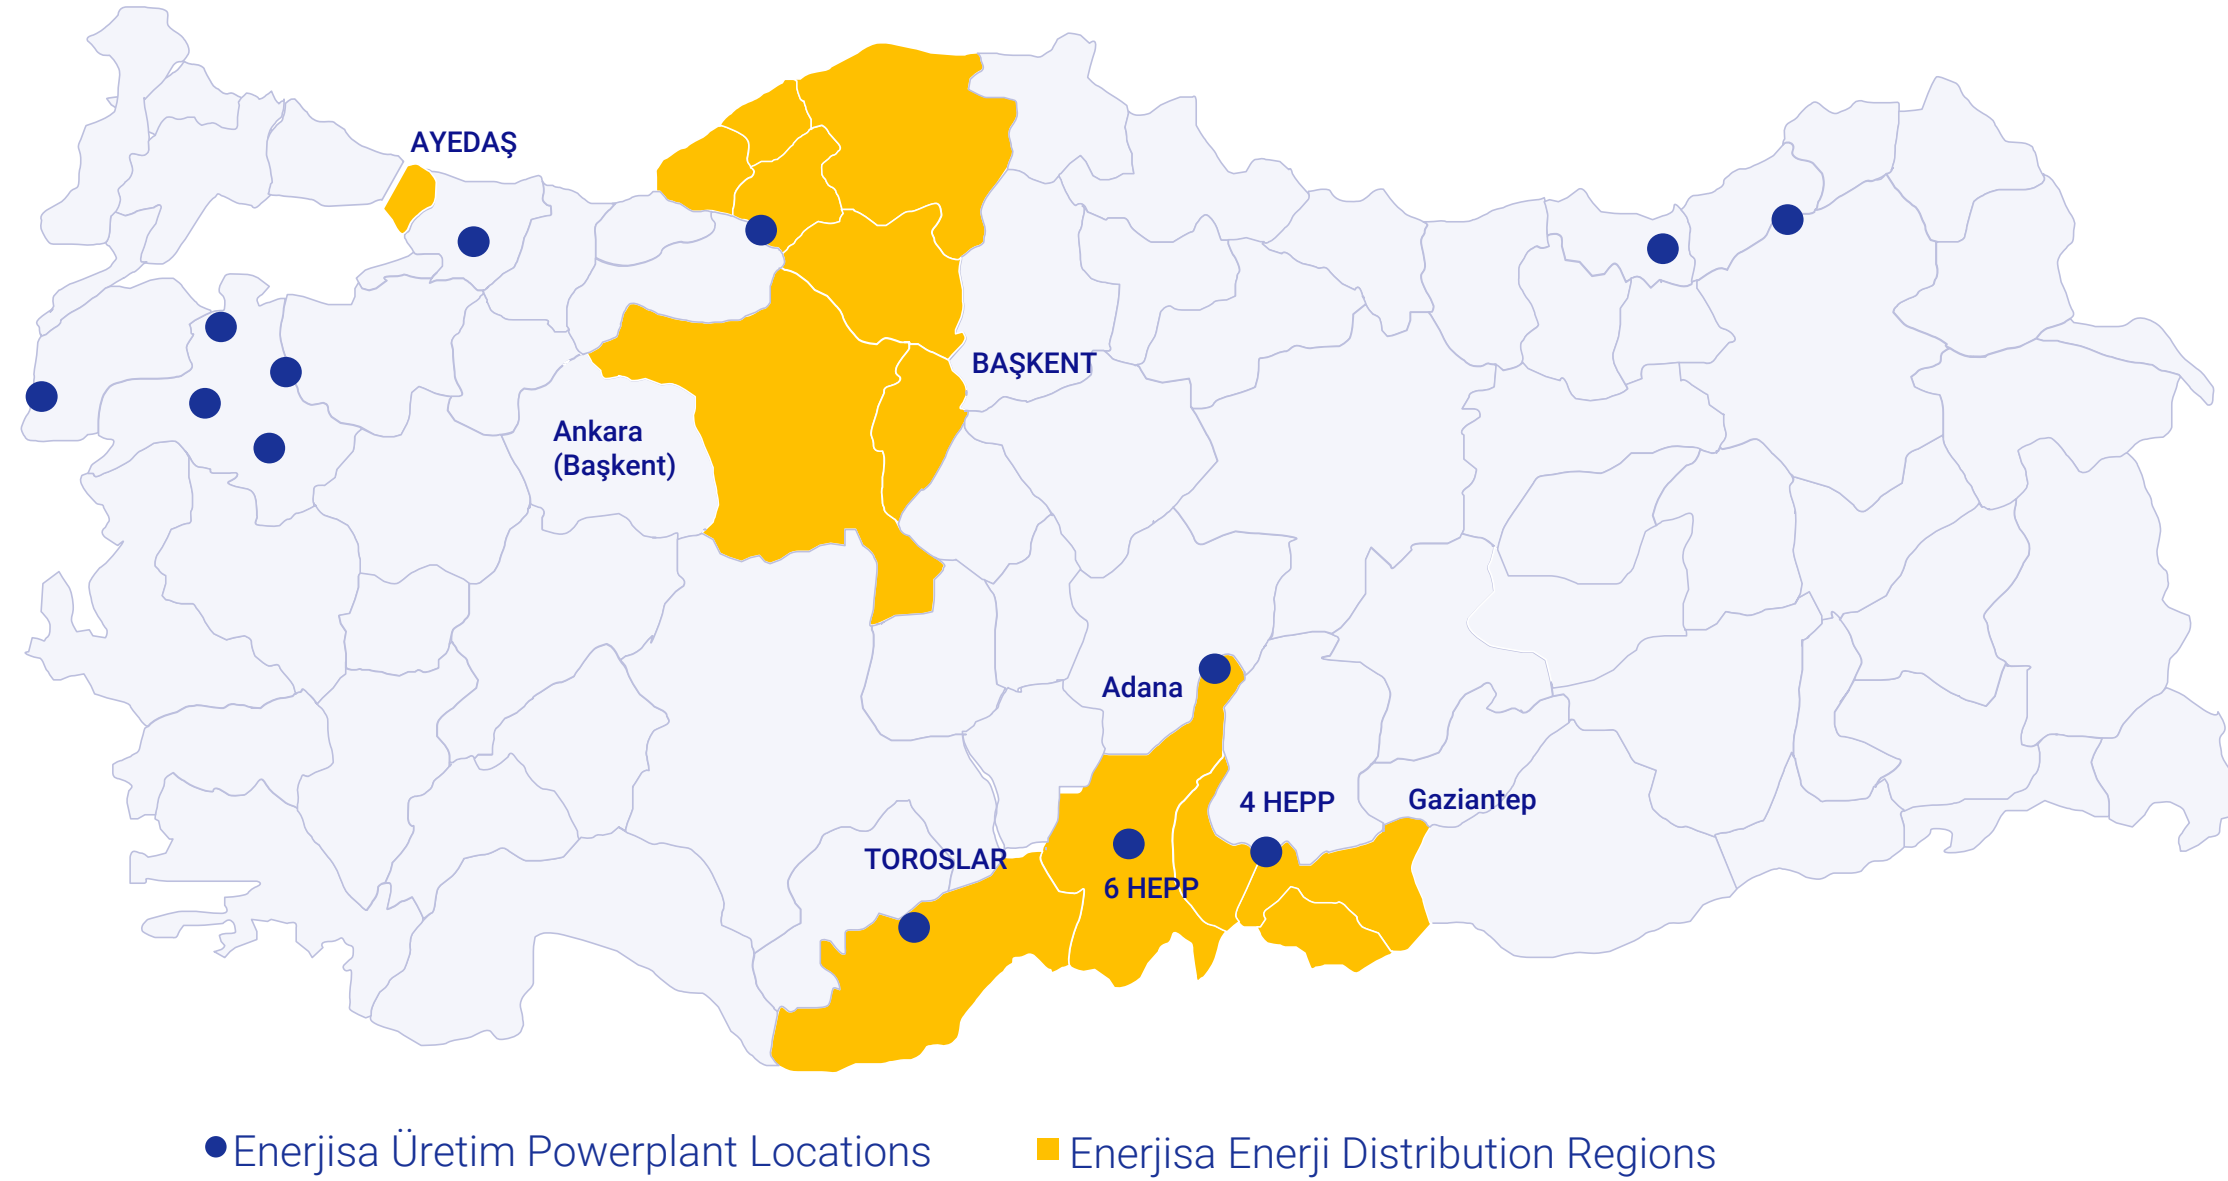 AYEDAŞ
BAŞKENT
Ankara
(Başkent)
Adana
4 HEPP
Gaziantep
TOROSLAR
6 HEPP
Enerjisa Üretim Powerplant Locations
Enerjisa Enerji Distribution Regions